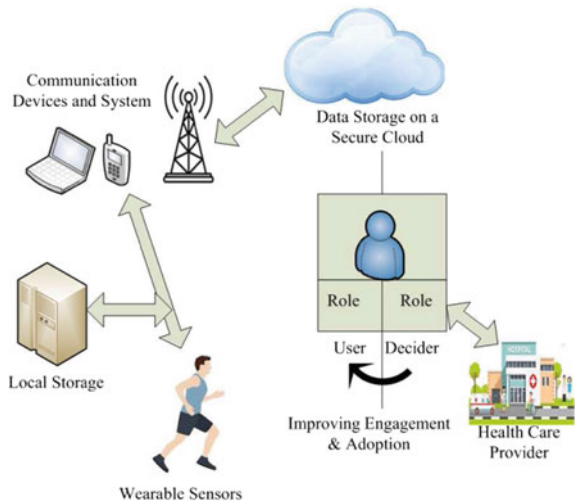 Communication
Devices and System
Data Storage on a
Secure Cloud
Role
Role
User
Decider
Local Storage
HOSPITAL
Improving Engagement
& Adoption
Health Care
Provider
Wearable Sensors